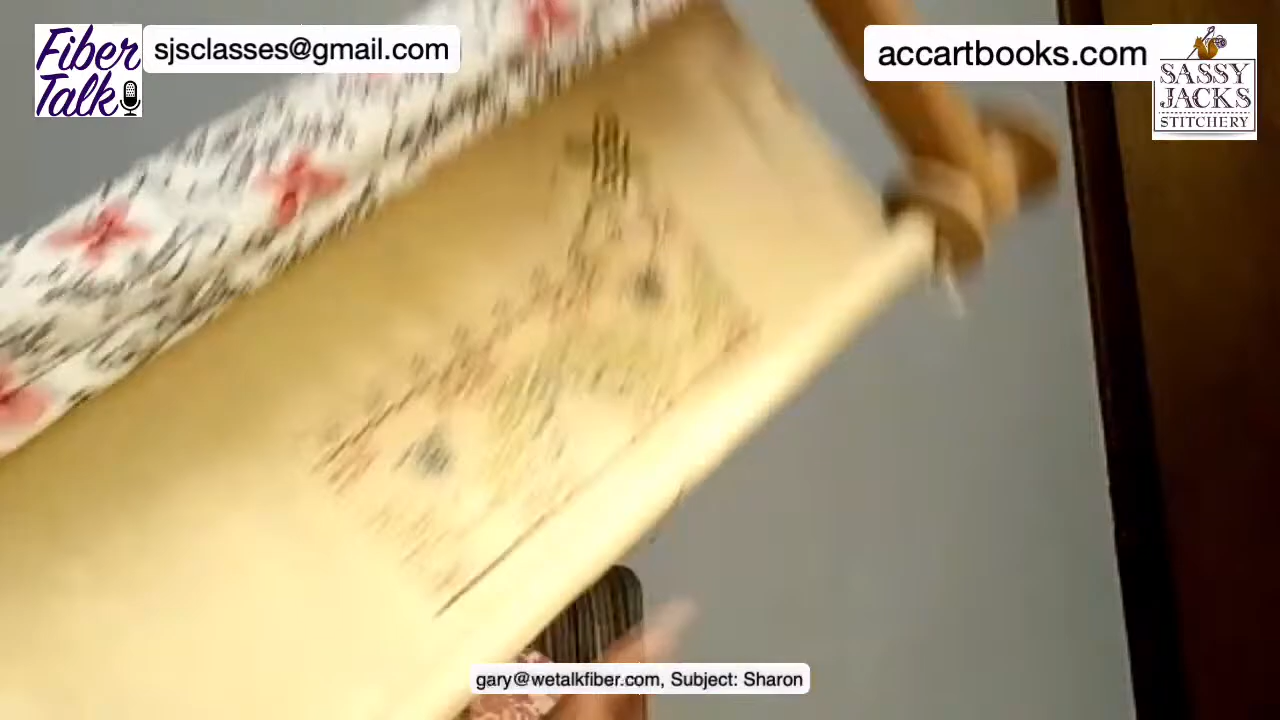 Fiber
Talk
sjsclasses@gmail.com
accartbooks.com
SASSY
JACKS
STITCHERY
gary@wetalkfiber.com, Subject: Sharon